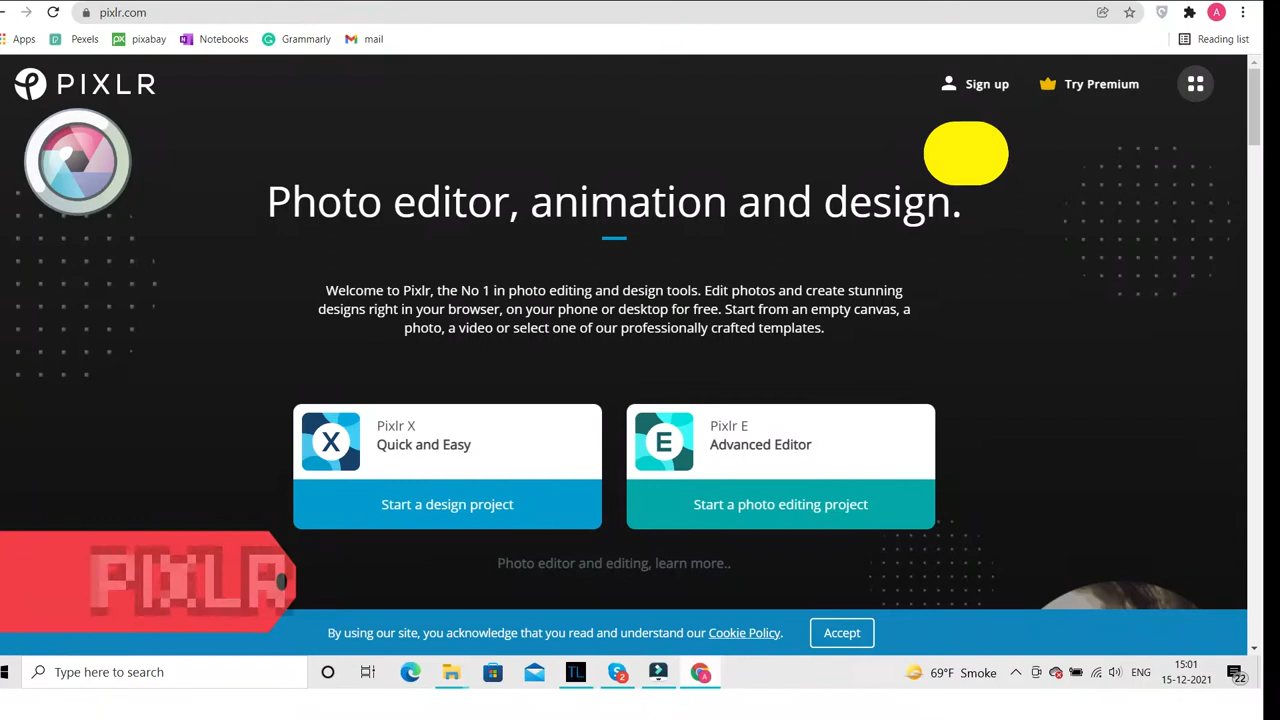 pixlr.com
A
Apps
Pexels
px pixabay
Notebooks
Grammarly
mail
Reading list
PIXLR
Sign up
Try Premium
Photo editor, animation and design.
Welcome to Pixlr, the No 1 in photo editing and design tools. Edit photos and create stunning
designs right in your browser, on your phone or desktop for free. Start from an empty canvas, a
photo, a video or select one of our professionally crafted templates.
X
Pixlr X
Quick and Easy
Start a design project
E
Pixlr E
Advanced Editor
Start a photo editing project
Photo editor and editing, learn more..
PIXLR
By using our site, you acknowledge that you read and understand our Cookie Policy.
Accept
Type here to search
TL
2
A
69°F Smoke
ENG
15:01
15-12-2021
22